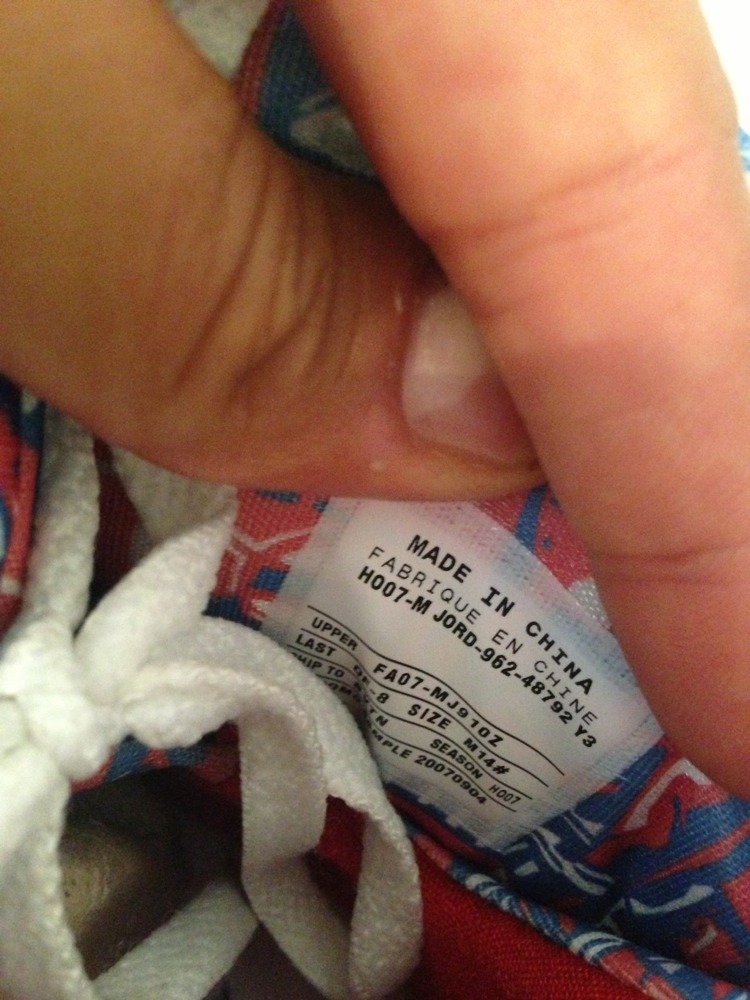 MADE IN CHINA
FABRIQUE EN CHINE
H007-M JORD-962-48792 Y3
UPPER FA07-MJ910Z
LAST SIZE M14#
SHIP TO SEASON H007
20070904